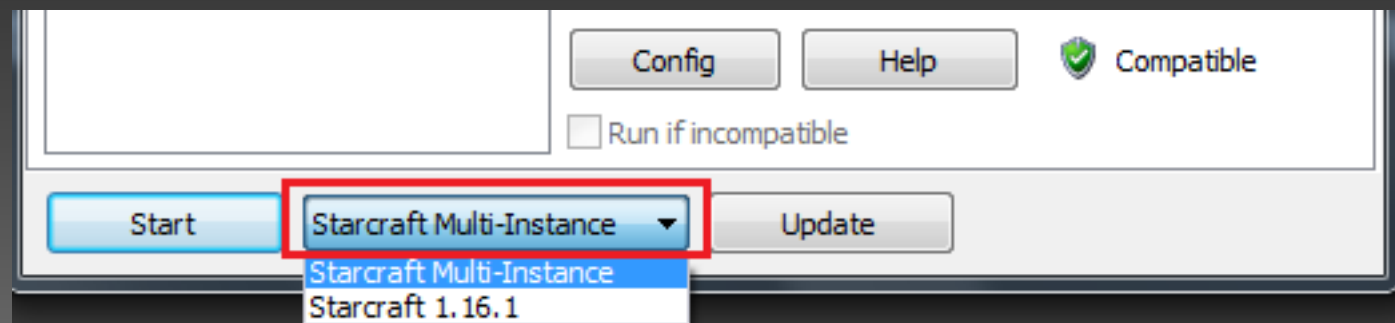 Config Help Compatible
Run if incompatible
Start Starcraft Multi-Instance Update
Starcraft Multi-Instance
Starcraft 1.16.1